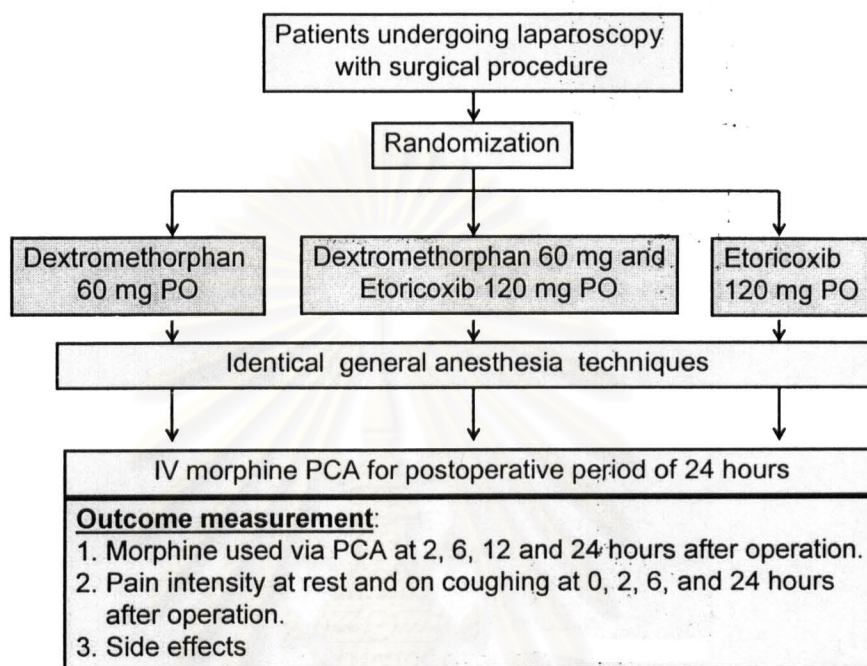 Patients undergoing laparoscopy
with surgical procedure
Randomization
Dextromethorphan
60 mg PO
Dextromethorphan 60 mg and
Etoricoxib 120 mg PO
Etoricoxib
120 mg PO
Identical general anesthesia techniques
IV morphine PCA for postoperative period of 24 hours
Outcome measurement:
1. Morphine used via PCA at 2, 6, 12 and 24 hours after operation.
2. Pain intensity at rest and on coughing at 0, 2, 6, and 24 hours
after operation.
3. Side effects